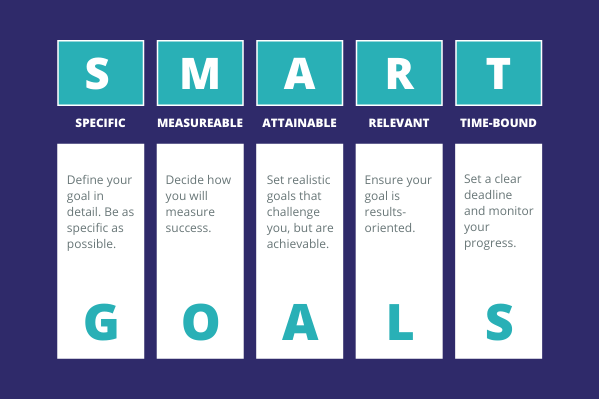 S M A R T
SPECIFIC MEASUREABLE ATTAINABLE RELEVANT TIME-BOUND
Define your
goal in
detail. Be as
specific as
possible.
Decide how
you will
measure
success.
Set realistic
goals that
challenge
you, but are
achievable.
Ensure your
goal is
results-
oriented.
Set a clear
deadline
and monitor
your
progress.
G O A L S